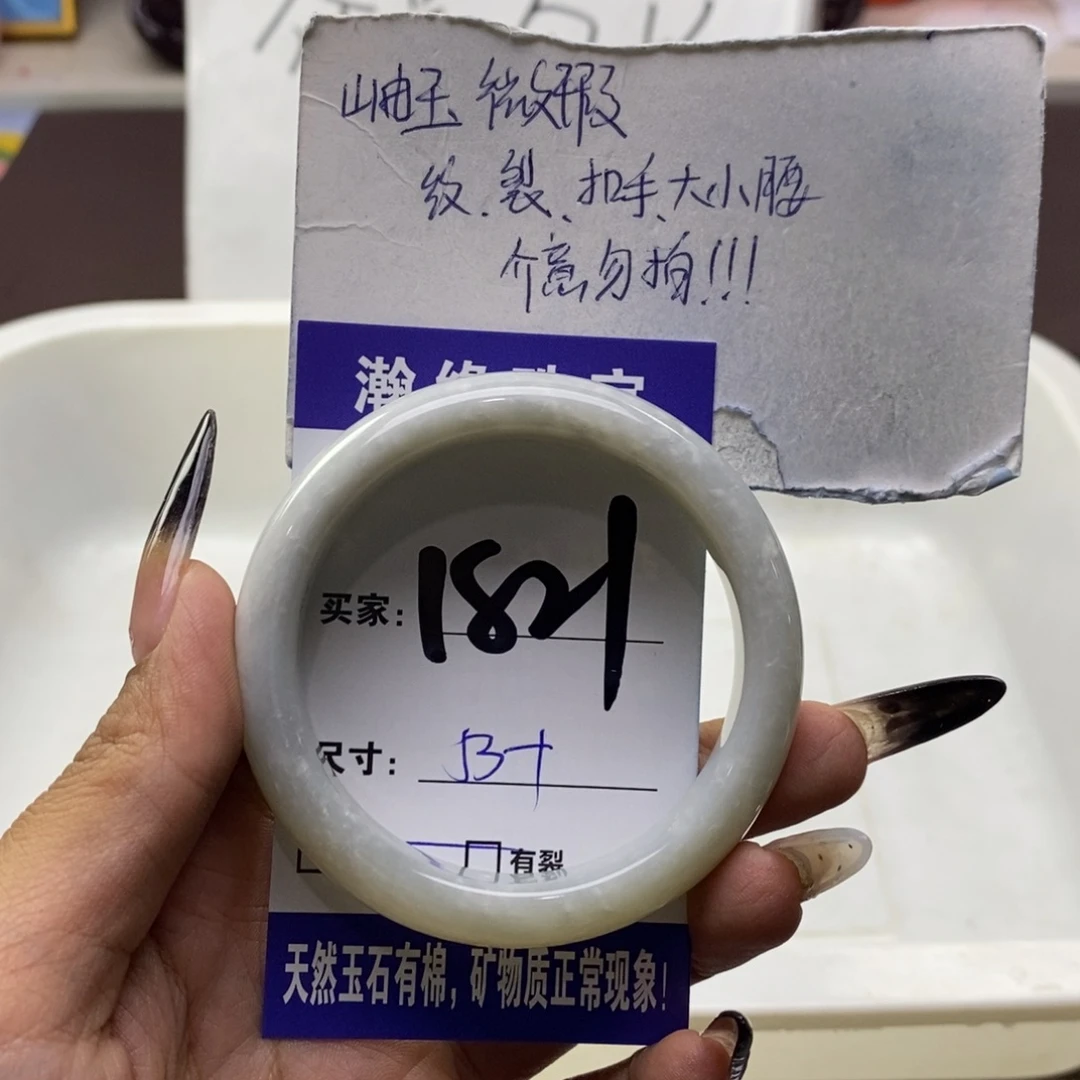 岫玉 微瑕
纹、裂、扣手、大小腰
介意勿拍!!!
买家:
尺寸: 53+
有裂
天然玉石有棉,矿物质正常现象!